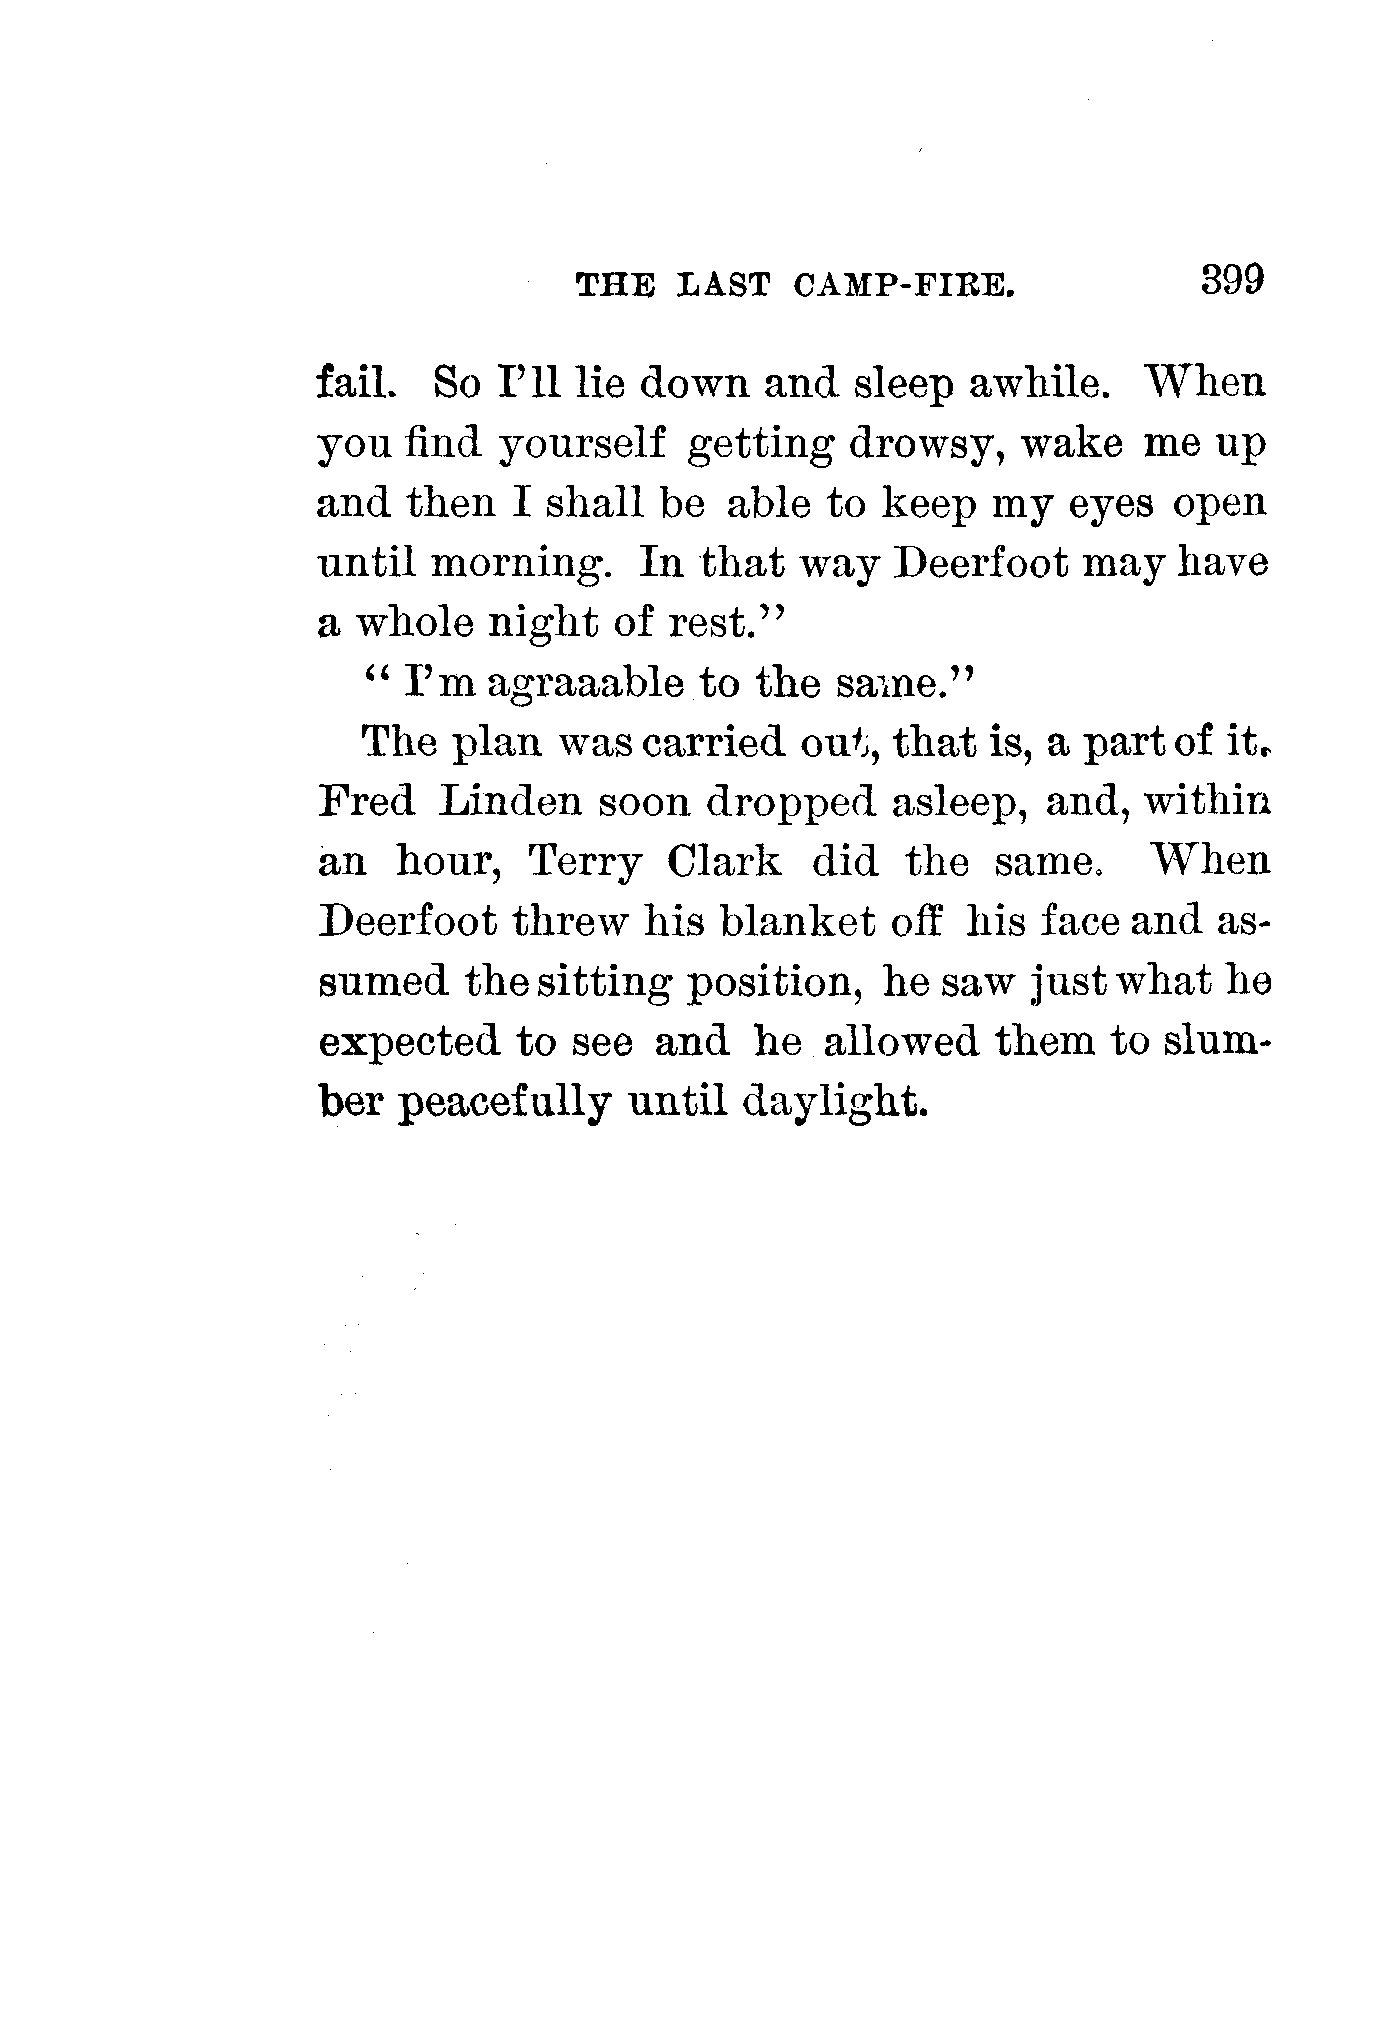 THE LAST CAMP-FIRE. 399
fail. So I'll lie down and sleep awhile. When
you find yourself getting drowsy, wake me up
and then I shall be able to keep my eyes open
until morning. In that way Deerfoot may have
a whole night of rest."
"I'm agraaable to the same."
The plan was carried out, that is, a part of it.
Fred Linden soon dropped asleep, and, within
an hour, Terry Clark did the same. When
Deerfoot threw his blanket off his face and as-
sumed the sitting position, he saw just what he
expected to see and he allowed them to slum-
ber peacefully until daylight.